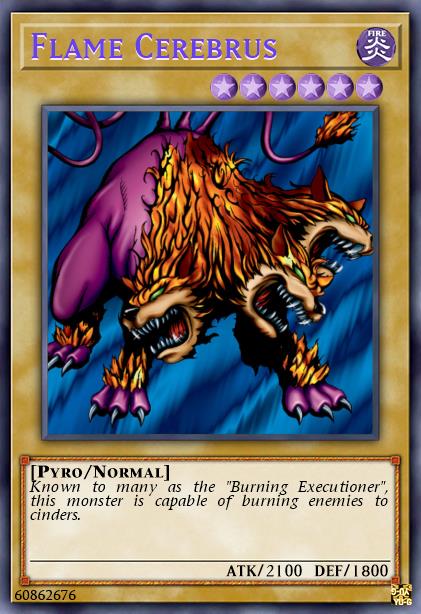 Flame Cerebrus
FIRE
炎
[Pyro/Normal]
Known to many as the "Burning Executioner",
this monster is capable of burning enemies to
cinders.
ATK/2100 DEF/1800
60862676